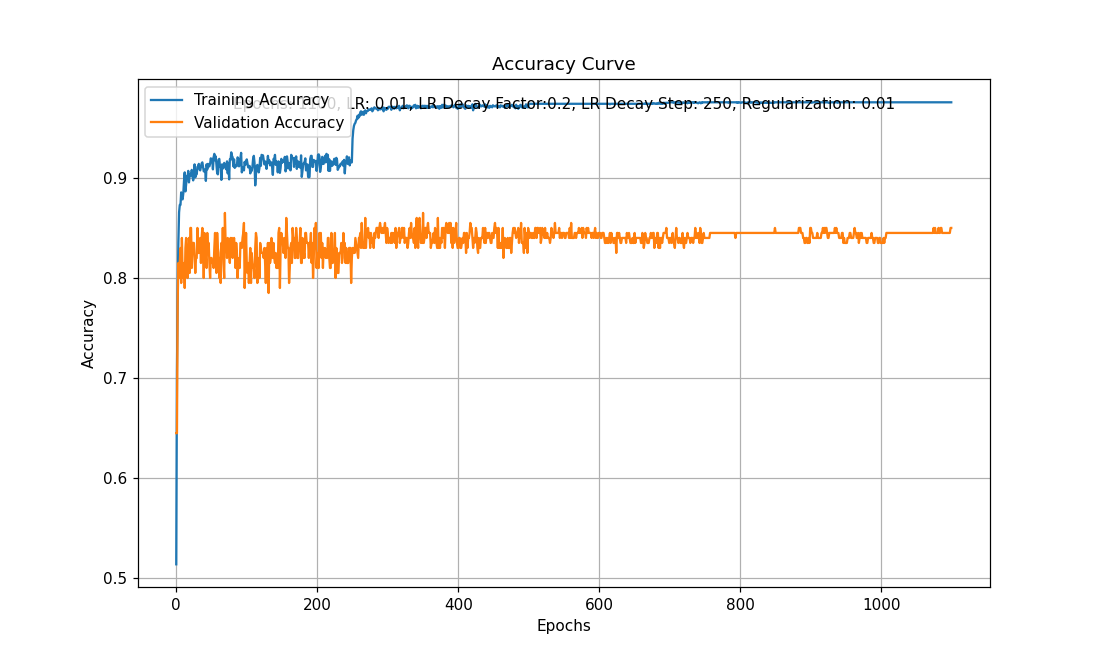 Accuracy Curve
Epochs: 1100, LR: 0.01, LR Decay Factor:0.2, LR Decay Step: 250, Regularization: 0.01
Training Accuracy
Validation Accuracy
0.9
0.8
0.7
0.6
0.5
Accuracy
0 200 400 600 800 1000
Epochs